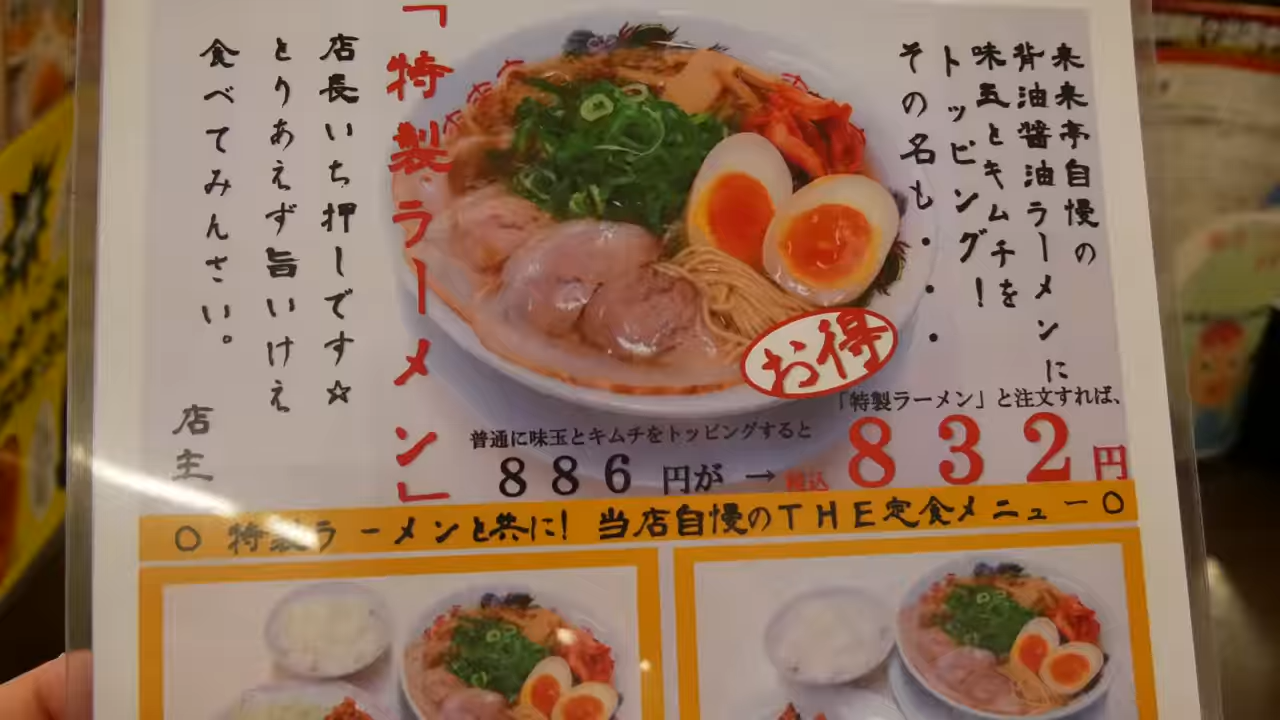 来来亭自慢の
背油醤油ラーメンに
味玉とキムチを
トッピング!
その名も・・・
「特製ラーメン」
店長いち押しです☆
とりあえず旨いけえ
食べてみんさい。
店主
お得
「特製ラーメン」と注文すれば、
普通に味玉とキムチをトッピングすると
886円が→税込832円
○特製ラーメンと共に!当店自慢のTHE定食メニュー○